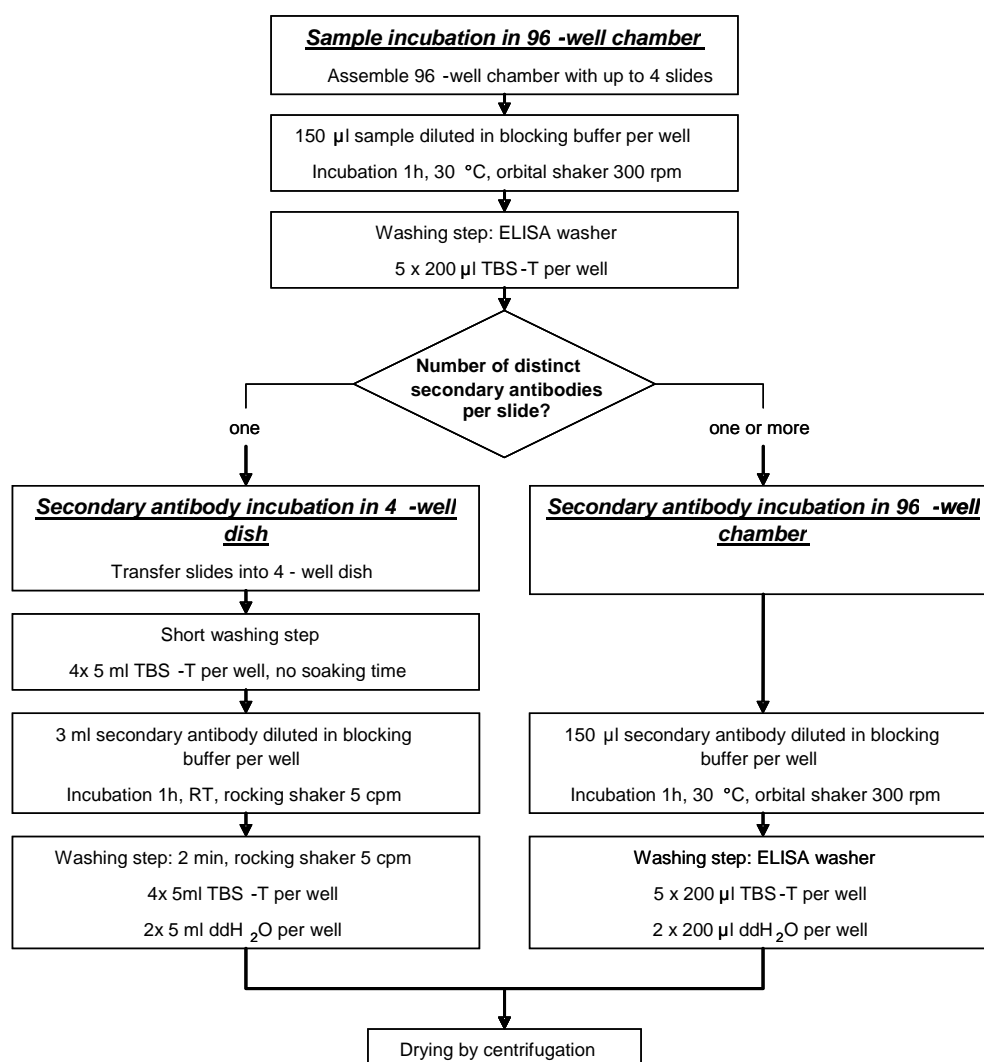 Sample incubation in 96 -well chamber
Assemble 96 -well chamber with up to 4 slides
150 µl sample diluted in blocking buffer per well
Incubation 1h, 30 °C, orbital shaker 300 rpm
Washing step: ELISA washer
5 x 200 µl TBS -T per well
Number of distinct
secondary antibodies
per slide?
one
one or more
Secondary antibody incubation in 4 -well
dish
Transfer slides into 4 - well dish
Secondary antibody incubation in 96 -well
chamber
Short washing step
4x 5 ml TBS -T per well, no soaking time
3 ml secondary antibody diluted in blocking
buffer per well
Incubation 1h, RT, rocking shaker 5 cpm
150 µl secondary antibody diluted in blocking
buffer per well
Incubation 1h, 30 °C, orbital shaker 300 rpm
Washing step: 2 min, rocking shaker 5 cpm
4x 5ml TBS -T per well
2x 5 ml ddH2O per well
Washing step: ELISA washer
5 x 200 µl TBS-T per well
2 x 200 µl ddH2O per well
Drying by centrifugation